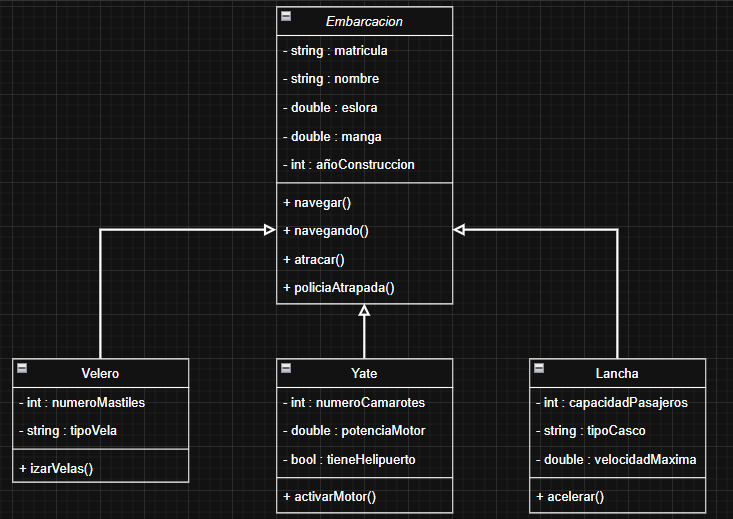 Embarcacion
- string : matricula
- string : nombre
- double : eslora
- double : manga
- int : añoConstruccion
+ navegar()
+ navegando()
+ atracar()
+ policiaAtrapada()
Velero
- int : numeroMastiles
- string : tipoVela
+ izarVelas()
Yate
- int : numeroCamarotes
- double : potenciaMotor
- bool : tieneHelipuerto
+ activarMotor()
Lancha
- int : capacidadPasajeros
- string : tipoCasco
- double : velocidadMaxima
+ acelerar()